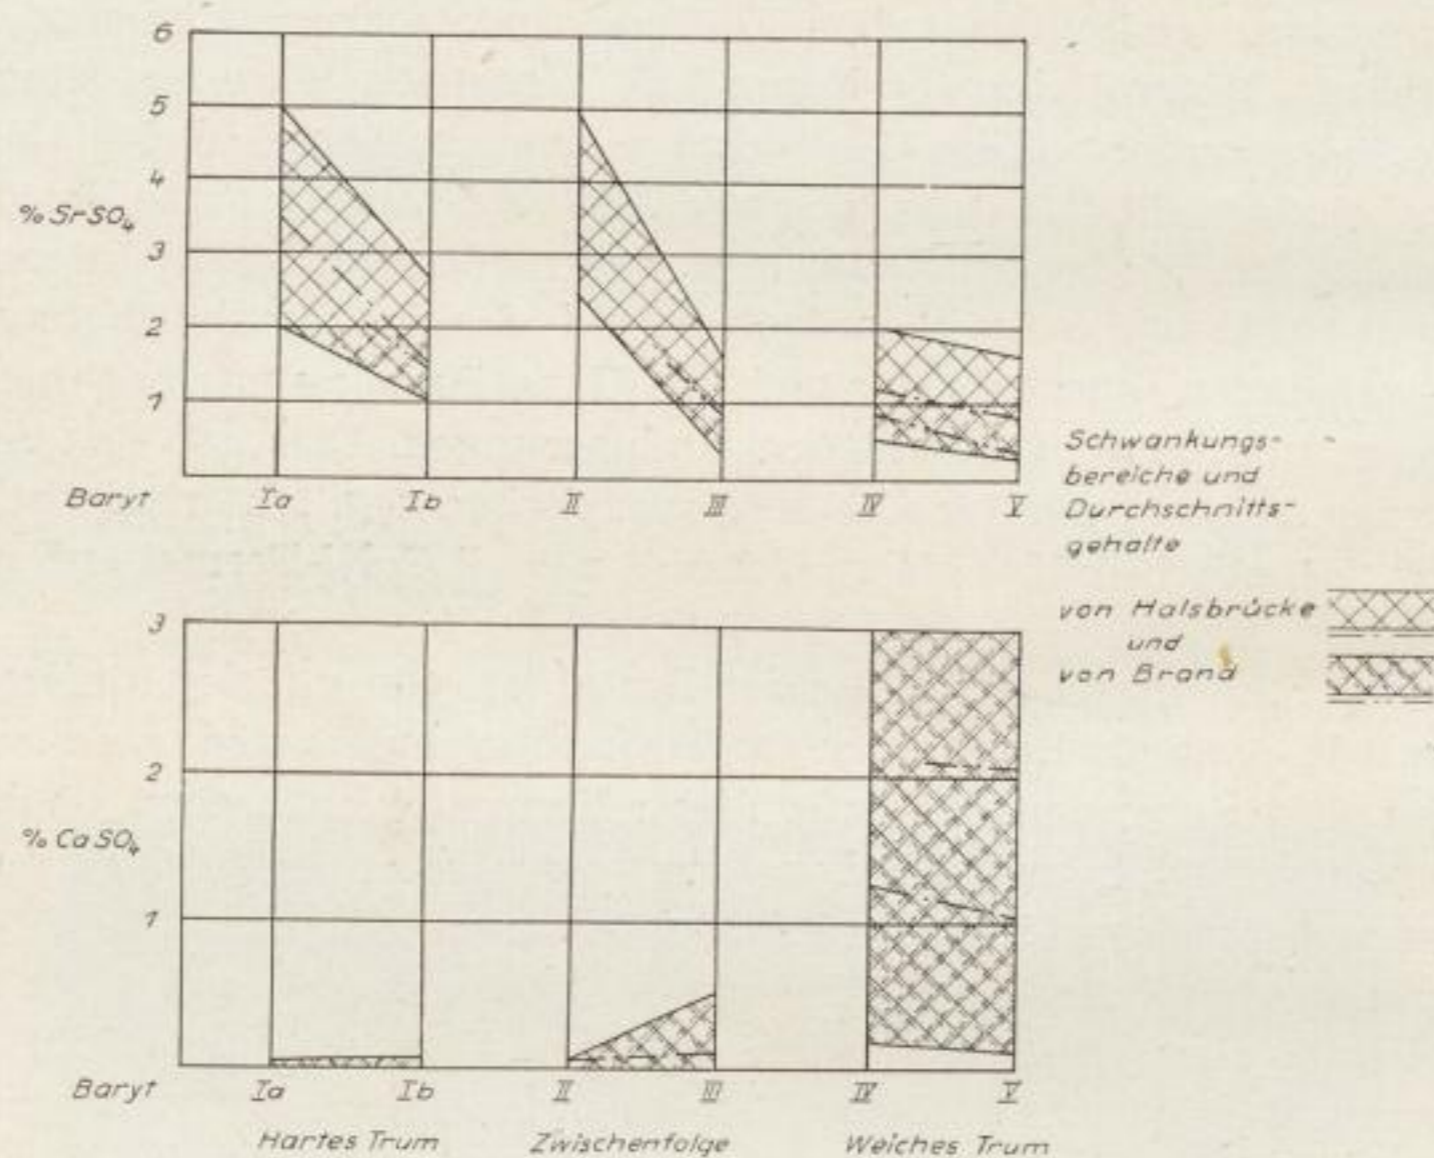 6
5
4
% SrSO₄
3
2
1
Baryt Ia Ib II III IV V
Schwankungs-
bereiche und
Durchschnitts-
gehalte
von Halsbrücke
und
von Brand
3
2
% CaSO₄
1
Baryt Ia Ib II III IV V
Hartes Trum Zwischenfolge Weiches Trum